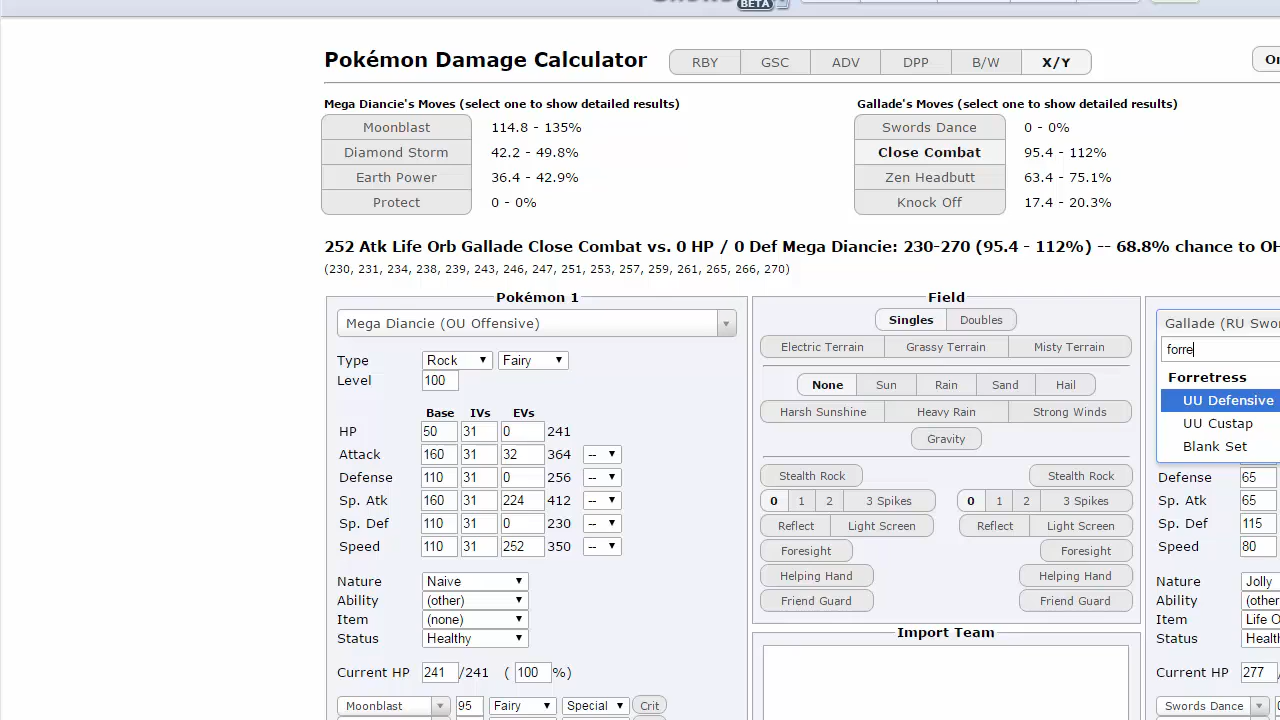 BETA
Pokémon Damage Calculator RBY GSC ADV DPP B/W X/Y
Mega Diancie's Moves (select one to show detailed results) Gallade's Moves (select one to show detailed results)
Moonblast 114.8 - 135% Swords Dance 0 - 0%
Diamond Storm 42.2 - 49.8% Close Combat 95.4 - 112%
Earth Power 36.4 - 42.9% Zen Headbutt 63.4 - 75.1%
Protect 0 - 0% Knock Off 17.4 - 20.3%
252 Atk Life Orb Gallade Close Combat vs. 0 HP / 0 Def Mega Diancie: 230-270 (95.4 - 112%) -- 68.8% chance to OH
(230, 231, 234, 238, 239, 243, 246, 247, 251, 253, 257, 259, 261, 265, 266, 270)
Pokémon 1
Mega Diancie (OU Offensive)
Type Rock Fairy
Level 100
Base IVs EVs
HP 50 31 0 241
Attack 160 31 32 364 --
Defense 110 31 0 256 --
Sp. Atk 160 31 224 412 --
Sp. Def 110 31 0 230 --
Speed 110 31 252 350 --
Nature Naive
Ability (other)
Item (none)
Status Healthy
Current HP 241 /241 ( 100 %)
Moonblast 95 Fairy Special Crit
Field
Singles Doubles
Electric Terrain Grassy Terrain Misty Terrain
None Sun Rain Sand Hail
Harsh Sunshine Heavy Rain Strong Winds
Gravity
Stealth Rock Stealth Rock
0 1 2 3 Spikes 0 1 2 3 Spikes
Reflect Light Screen Reflect Light Screen
Foresight Foresight
Helping Hand Helping Hand
Friend Guard Friend Guard
Import Team
Gallade (RU Swo
forre
Forretress
UU Defensive
UU Custap
Blank Set
Defense 65
Sp. Atk 65
Sp. Def 115
Speed 80
Nature Jolly
Ability (other
Item Life O
Status Healt
Current HP 277
Swords Dance